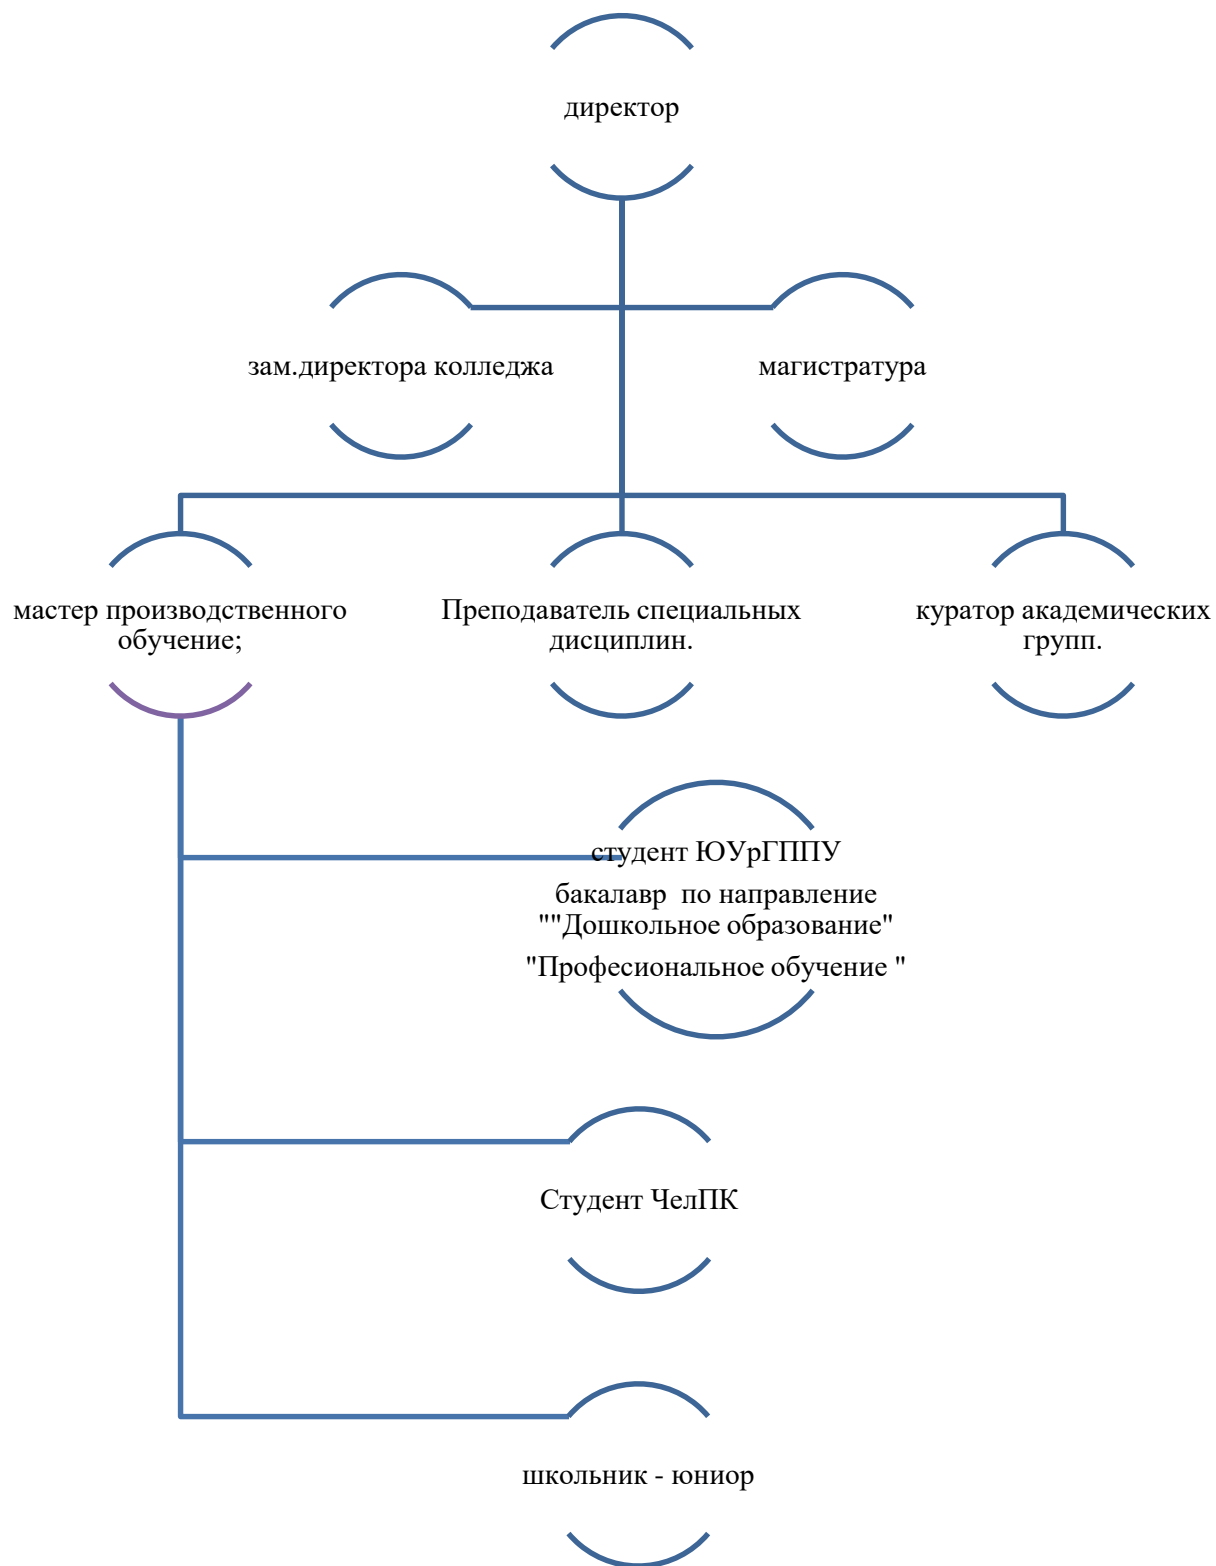 директор
зам.директора колледжа
магистратура
мастер производственного
обучение;
Преподаватель специальных
дисциплин.
куратор академических
групп.
студент ЮУрГППУ
бакалавр  по направление
""Дошкольное образование"
"Професиональное обучение "
Студент ЧелПК
школьник - юниор